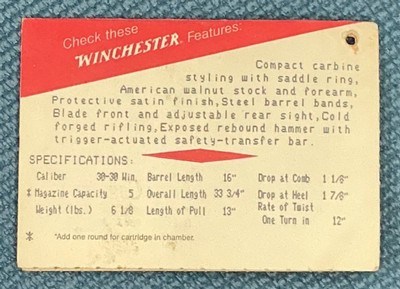 Check these
WINCHESTER® Features:
Compact carbine
styling with saddle ring,
American walnut stock and forearm,
Protective satin finish,Steel barrel bands,
Blade front and adjustable rear sight,Cold
forged rifling,Exposed rebound hammer with
trigger-actuated safety-transfer bar.
SPECIFICATIONS:
Caliber 30-30 Win. Barrel Length 16" Drop at Comb 1 1/8"
* Magazine Capacity 5 Overall Length 33 3/4" Drop at Heel 1 7/8"
Weight (lbs.) 6 1/8 Length of Pull 13" Rate of Twist
One Turn in 12"
* *Add one round for cartridge in chamber.